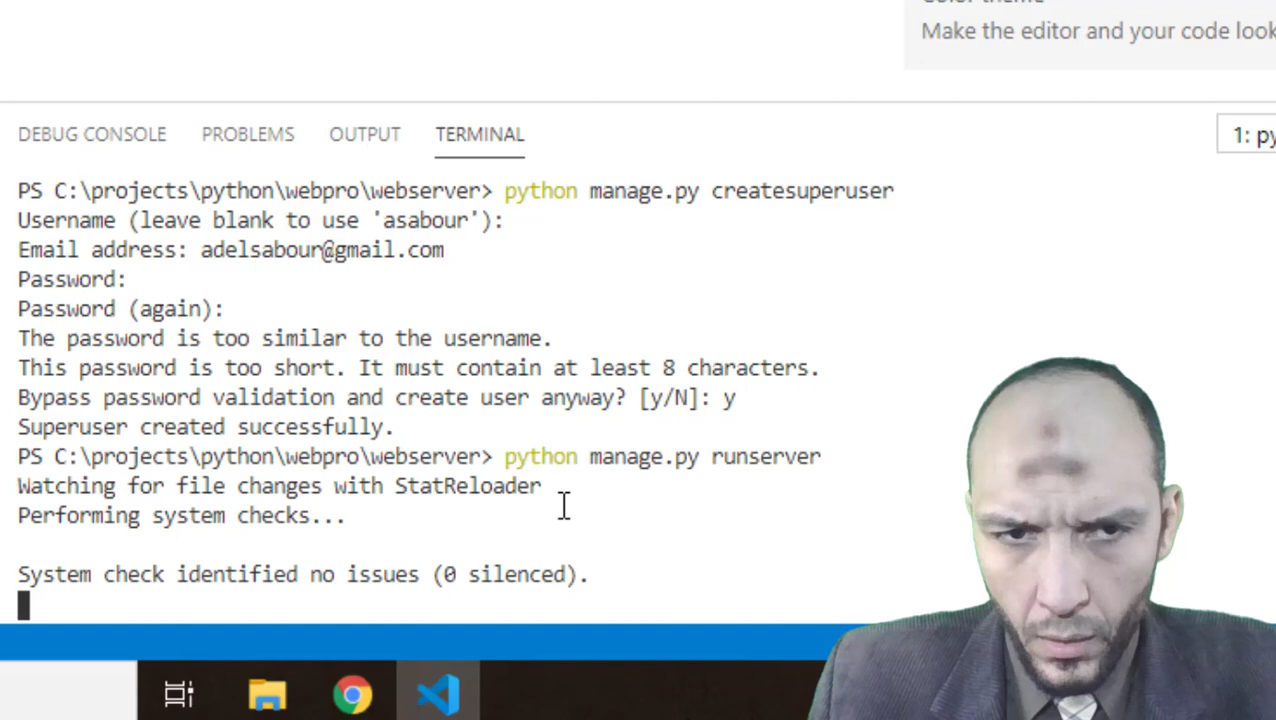 Make the editor and your code look
DEBUG CONSOLE PROBLEMS OUTPUT TERMINAL
1: py
PS C:\projects\python\webpro\webserver> python manage.py createsuperuser
Username (leave blank to use 'asabour'):
Email address: adelsabour@gmail.com
Password:
Password (again):
The password is too similar to the username.
This password is too short. It must contain at least 8 characters.
Bypass password validation and create user anyway? [y/N]: y
Superuser created successfully.
PS C:\projects\python\webpro\webserver> python manage.py runserver
Watching for file changes with StatReloader
Performing system checks...
System check identified no issues (0 silenced).